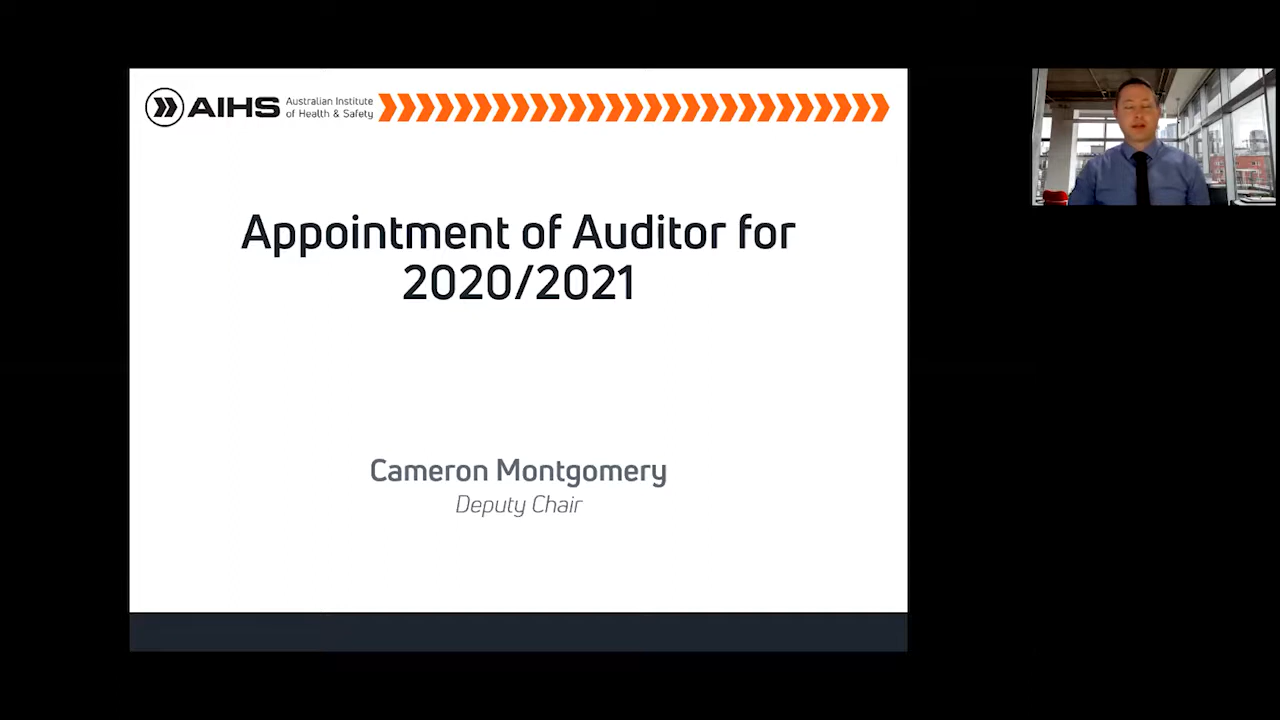 AIHS
Australian Institute
of Health & Safety
Appointment of Auditor for
2020/2021
Cameron Montgomery
Deputy Chair